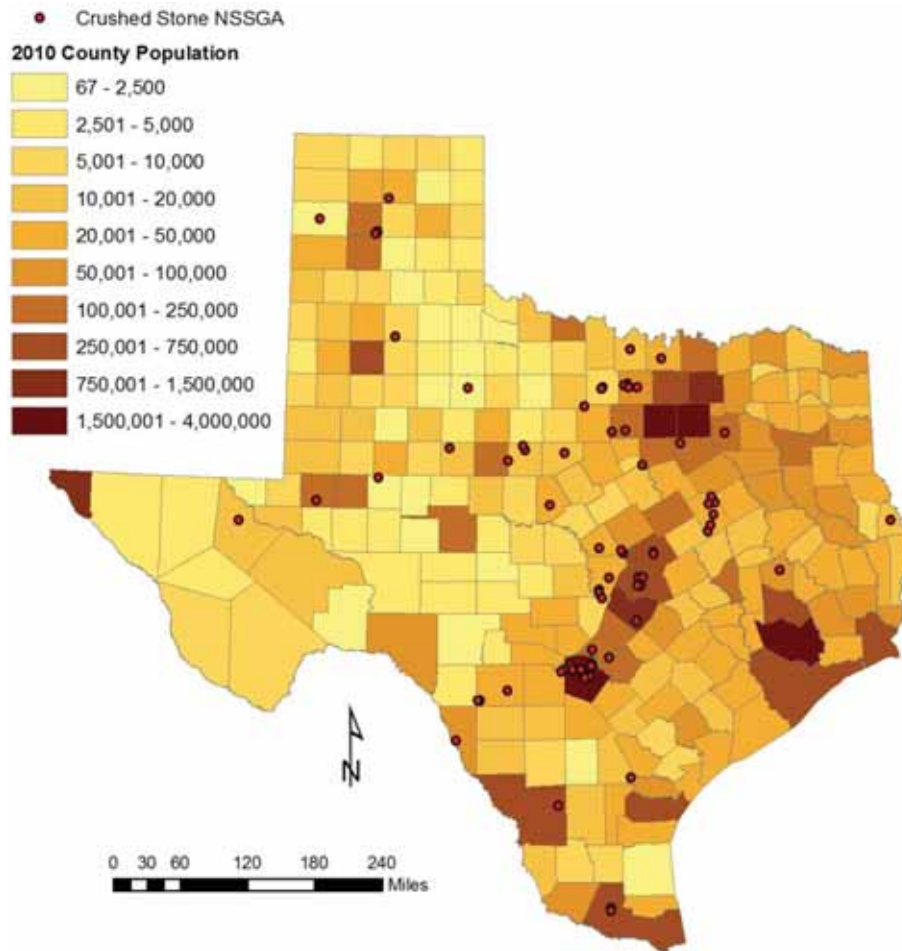 Crushed Stone NSSGA
2010 County Population
67 - 2,500
2,501 - 5,000
5,001 - 10,000
10,001 - 20,000
20,001 - 50,000
50,001 - 100,000
100,001 - 250,000
250,001 - 750,000
750,001 - 1,500,000
1,500,001 - 4,000,000
N
0 30 60 120 180 240
Miles